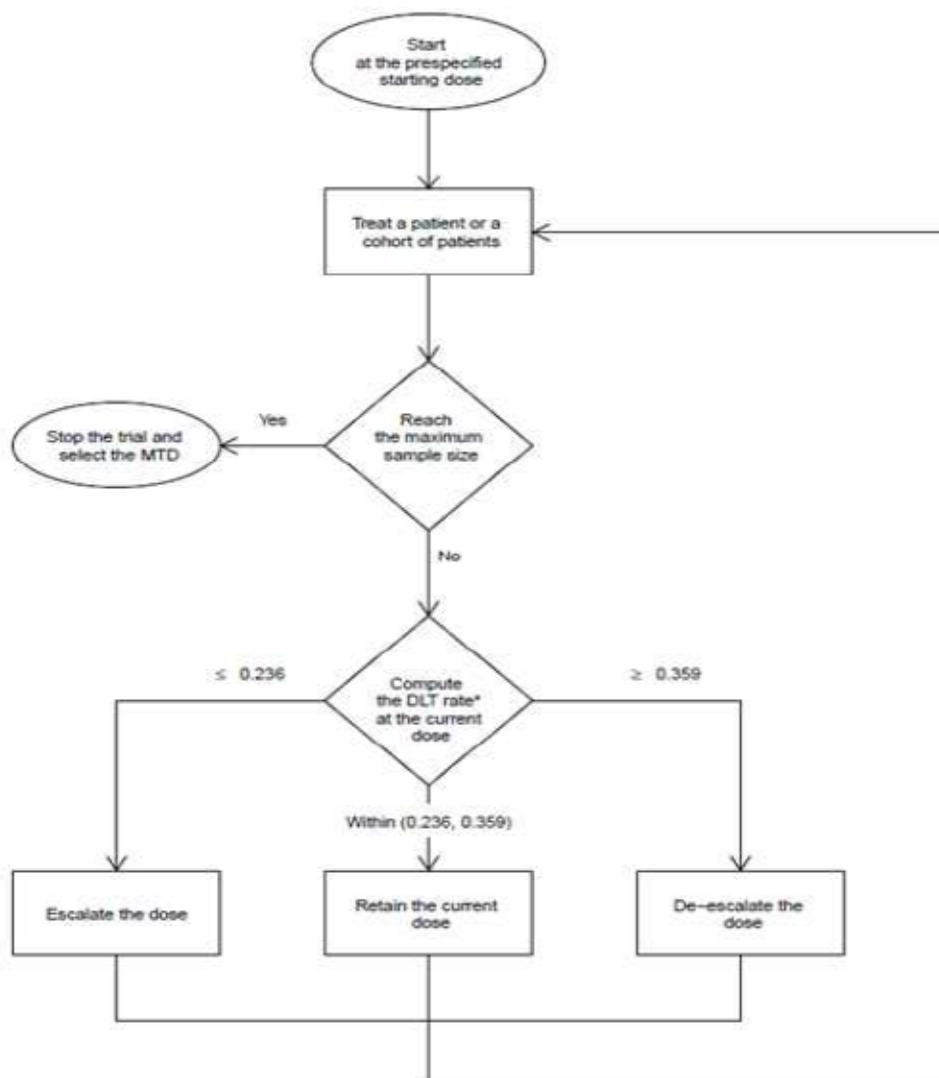 Start
at the prespecified
starting dose
Treat a patient or a
cohort of patients
Yes
Reach
the maximum
sample size
Stop the trial and
select the MTD
No
≤ 0.236
Compute
the DLT rate*
at the current
dose
≥ 0.359
Within (0.236, 0.359)
Escalate the dose
Retain the current
dose
De−escalate the
dose